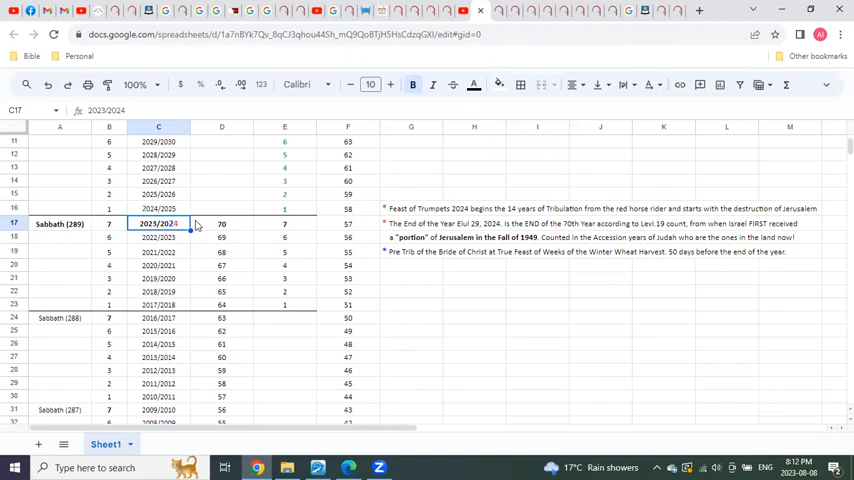 docs.google.com/spreadsheets/d/1a7nBYk7Qv_8qCJ3qhou44Sh_mQ9QoBTjH5HsCdzqGXI/edit#gid=0
AI
Bible
Personal
Other bookmarks
100%
$ % .0 .00 123
Calibri
10
B I A
C17
2023/2024
A B C D E F G H I J K L M
11 6 2029/2030 6 63
12 5 2028/2029 5 62
13 4 2027/2028 4 61
14 3 2026/2027 3 60
15 2 2025/2026 2 59
16 1 2024/2025 1 58 * Feast of Trumpets 2024 begins the 14 years of Tribulation from the red horse rider and starts with the destruction of Jerusalem
17 Sabbath (289) 7 2023/2024 70 7 57 * The End of the Year Elul 29, 2024. Is the END of the 70th Year according to Levi.19 count, from when Israel FIRST received
18 6 2022/2023 69 6 56 a "portion" of Jerusalem in the Fall of 1949. Counted in the Accession years of Judah who are the ones in the land now!
19 5 2021/2022 68 5 55 * Pre Trib of the Bride of Christ at True Feast of Weeks of the Winter Wheat Harvest. 50 days before the end of the year.
20 4 2020/2021 67 4 54
21 3 2019/2020 66 3 53
22 2 2018/2019 65 2 52
23 1 2017/2018 64 1 51
24 Sabbath (288) 7 2016/2017 63 50
25 6 2015/2016 62 49
26 5 2014/2015 61 48
27 4 2013/2014 60 47
28 3 2012/2013 59 46
29 2 2011/2012 58 45
30 1 2010/2011 57 44
31 Sabbath (287) 7 2009/2010 56 43
32 6 2008/2009 55 42
Sheet1
Type here to search
17°C Rain showers
ENG
8:12 PM
2023-08-08
2